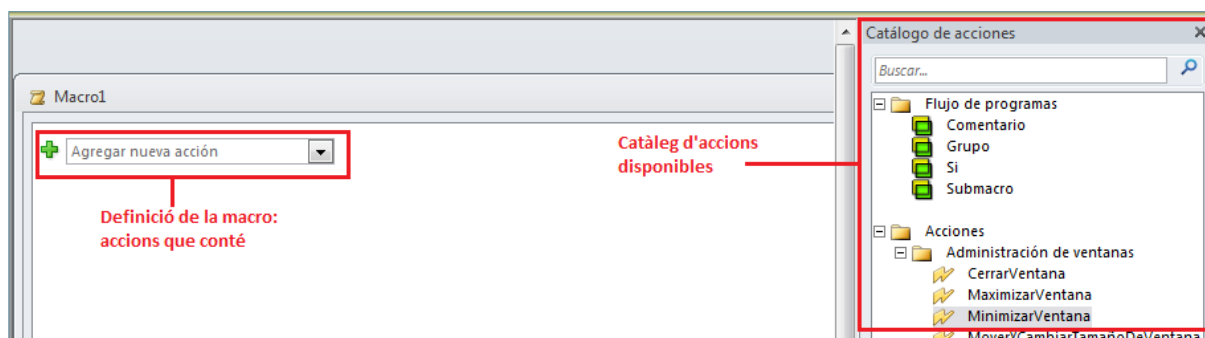 Catálogo de acciones
Buscar...
Macro1
Agregar nueva acción
Definició de la macro:
accions que conté
Catàleg d'accions
disponibles
Flujo de programas
Comentario
Grupo
Si
Submacro
Acciones
Administración de ventanas
CerrarVentana
MaximizarVentana
MinimizarVentana
MoverYCambiarTamañoDeVentana